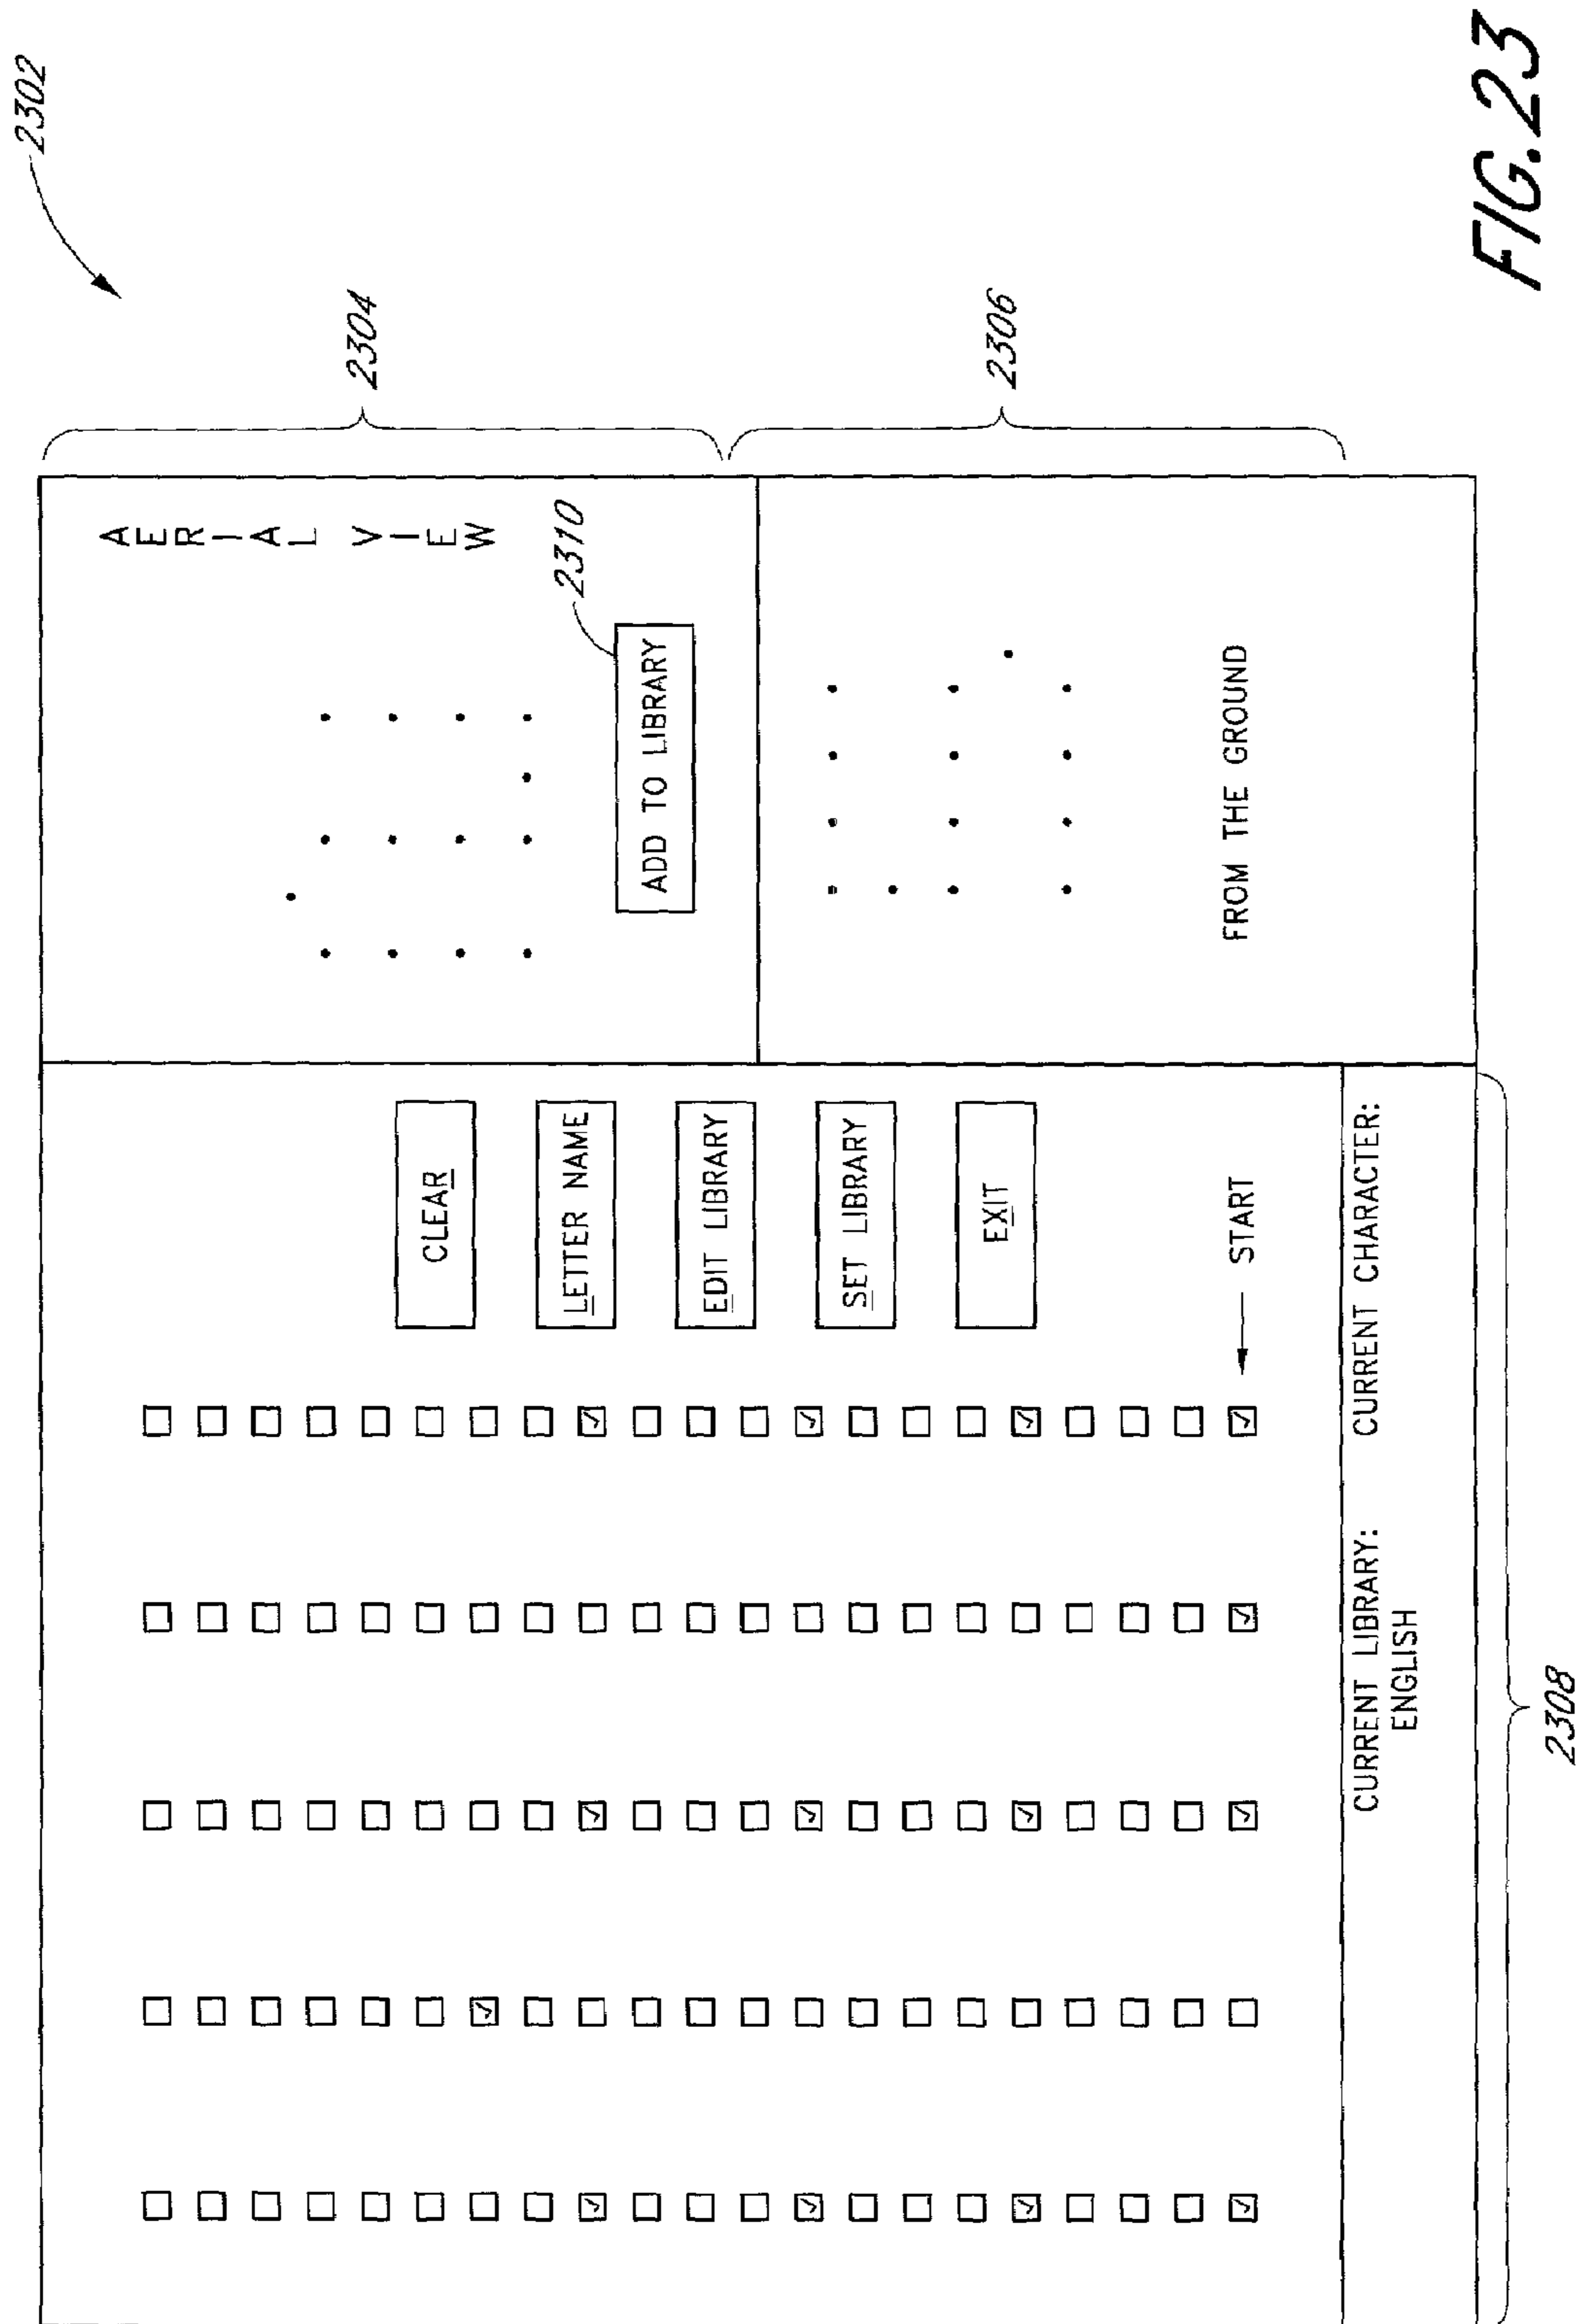 2302
2304
AERIAL VIEW
2310
ADD TO LIBRARY
2306
FROM THE GROUND
CLEAR
LETTER NAME
EDIT LIBRARY
SET LIBRARY
EXIT
START
CURRENT LIBRARY: CURRENT CHARACTER:
ENGLISH
2308
FIG. 23